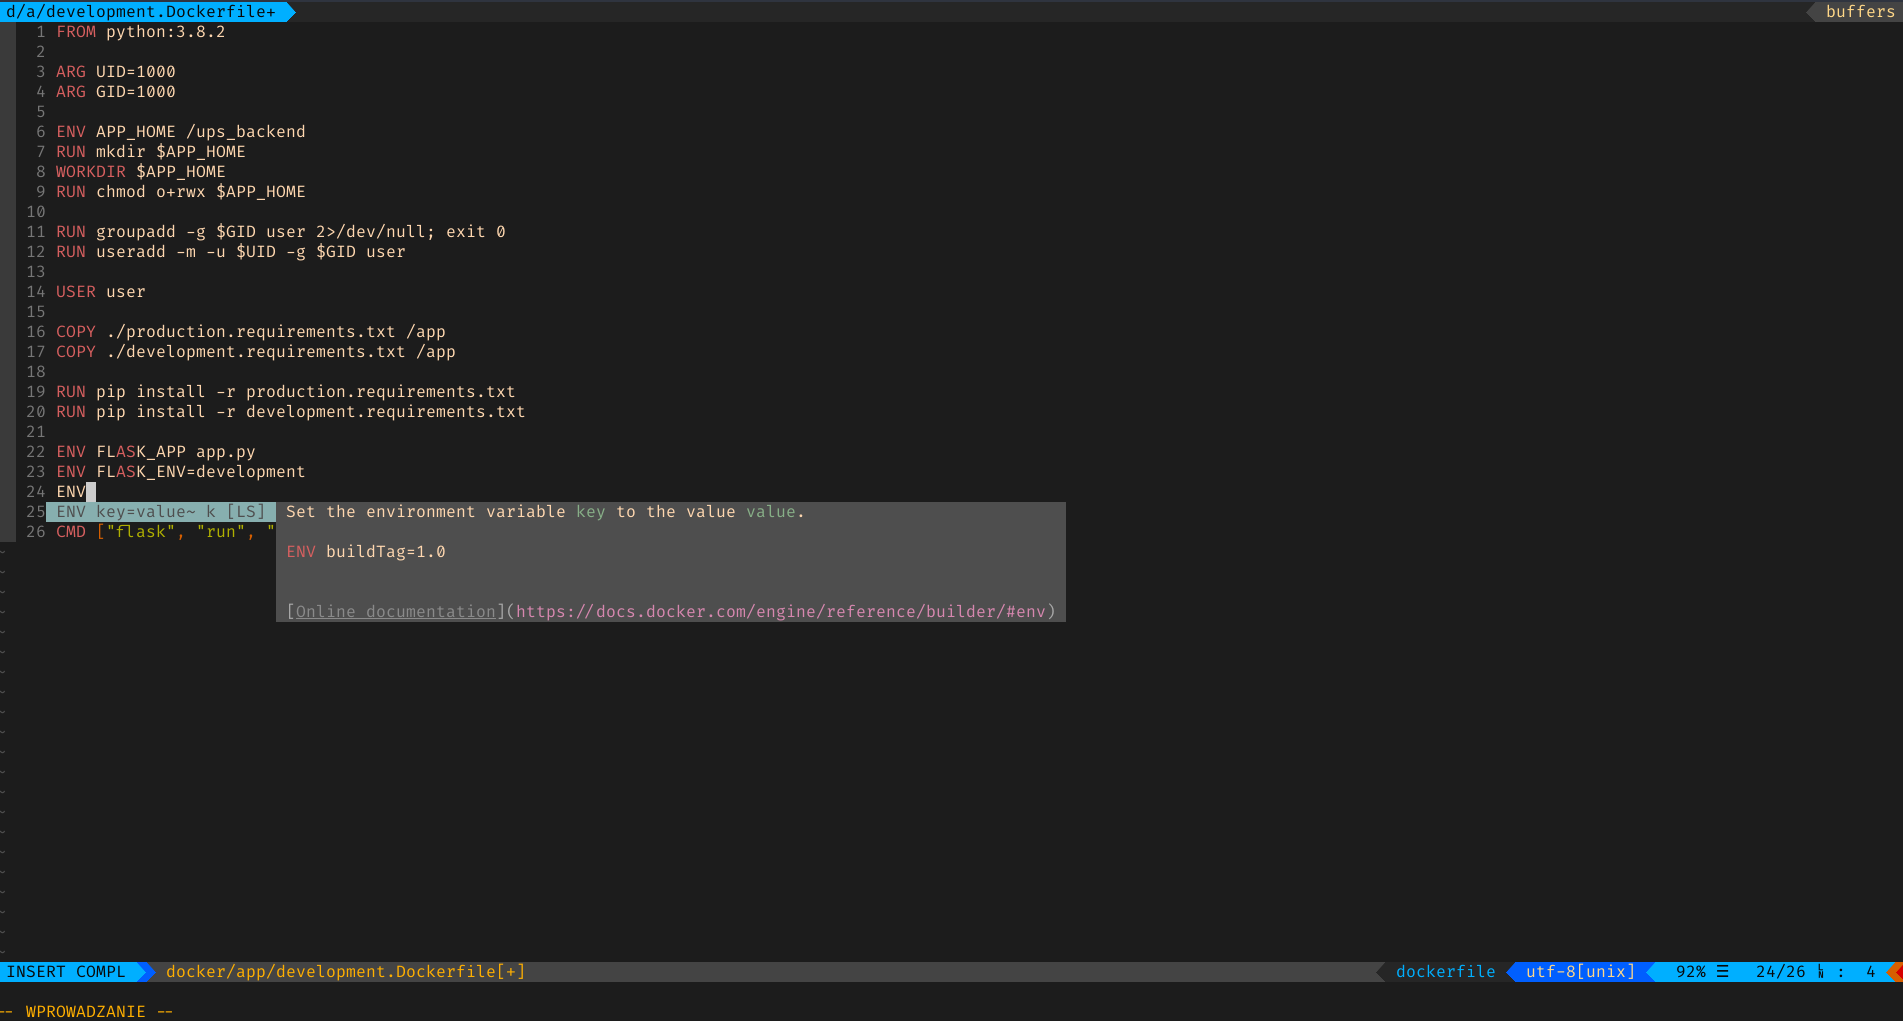 d/a/development.Dockerfile+ buffers
1 FROM python:3.8.2
2
3 ARG UID=1000
4 ARG GID=1000
5
6 ENV APP_HOME /ups_backend
7 RUN mkdir $APP_HOME
8 WORKDIR $APP_HOME
9 RUN chmod o+rwx $APP_HOME
10
11 RUN groupadd -g $GID user 2>/dev/null; exit 0
12 RUN useradd -m -u $UID -g $GID user
13
14 USER user
15
16 COPY ./production.requirements.txt /app
17 COPY ./development.requirements.txt /app
18
19 RUN pip install -r production.requirements.txt
20 RUN pip install -r development.requirements.txt
21
22 ENV FLASK_APP app.py
23 ENV FLASK_ENV=development
24 ENV
25 ENV key=value~ k [LS] Set the environment variable key to the value value.
26 CMD ["flask", "run", "
ENV buildTag=1.0
[Online documentation](https://docs.docker.com/engine/reference/builder/#env)
INSERT COMPL docker/app/development.Dockerfile[+] dockerfile utf-8[unix] 92% ☰ 24/26 ㏑ : 4
-- WPROWADZANIE --